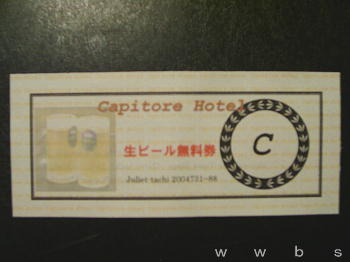 Capitore Hotel
C
生ビール無料券
Juliet tachi 2004731-88
w w b s